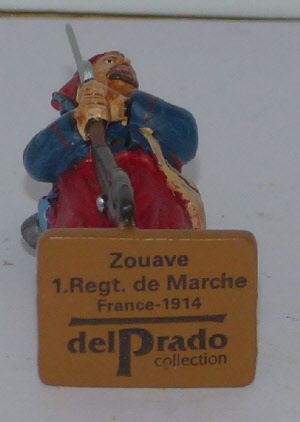 Zouave
1.Regt. de Marche
France-1914
delPrado
collection